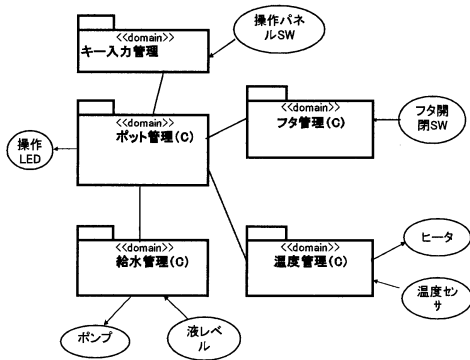 <<domain>>
キー入力管理
操作パネ
ルSW
<<domain>>
ポット管理(C)
<<domain>>
フタ管理(C)
フタ開
閉SW
操作
LED
<<domain>>
給水管理(C)
<<domain>>
温度管理(C)
ヒータ
温度セン
サ
ポンプ
液レベ
ル